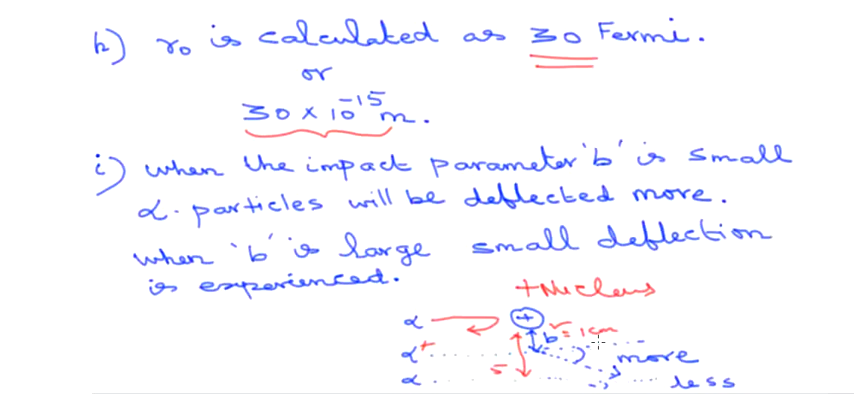 h) r₀ is calculated as 30 Fermi.
or
30 × 10⁻¹⁵ m.
i) when the impact parameter 'b' is small
α. particles will be deflected more.
when 'b' is large small deflection
is experienced.
+Nucleus
α + r = 1cm
α+ b more
α 5 less